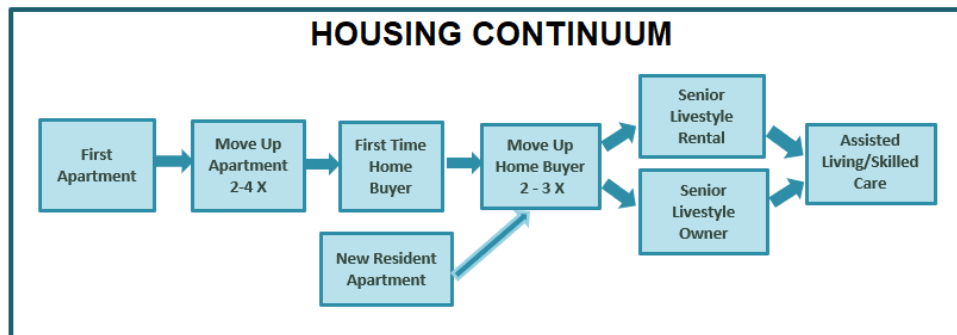 HOUSING CONTINUUM
First
Apartment
Move Up
Apartment
2-4 X
First Time
Home
Buyer
Move Up
Home Buyer
2 - 3 X
New Resident
Apartment
Senior
Livestyle
Rental
Senior
Livestyle
Owner
Assisted
Living/Skilled
Care